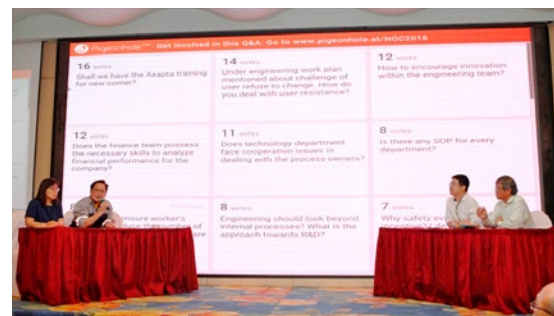 Pigeonhole Get involved in this Q&A: Go to www.pigeonhole.at/NOC2016
16 VOTES
Shall we have the Axapta training
for new comer?
14 VOTES
Under engineering work plan
mentioned about challenge of
user refuse to change. How do
you deal with user resistance?
12 VOTES
How to encourage innovation
within the engineering team?
12 VOTES
Does the finance team possess
the necessary skills to analyze
financial performance for the
company?
11 VOTES
Does technology department
face cooperation issues in
dealing with the process owners?
8 VOTES
Is there any SOP for every
department?
ensure worker's
the number of
8 VOTES
Engineering should look beyond
internal processes? What is the
approach towards R&D?
7 VOTES
Why safety